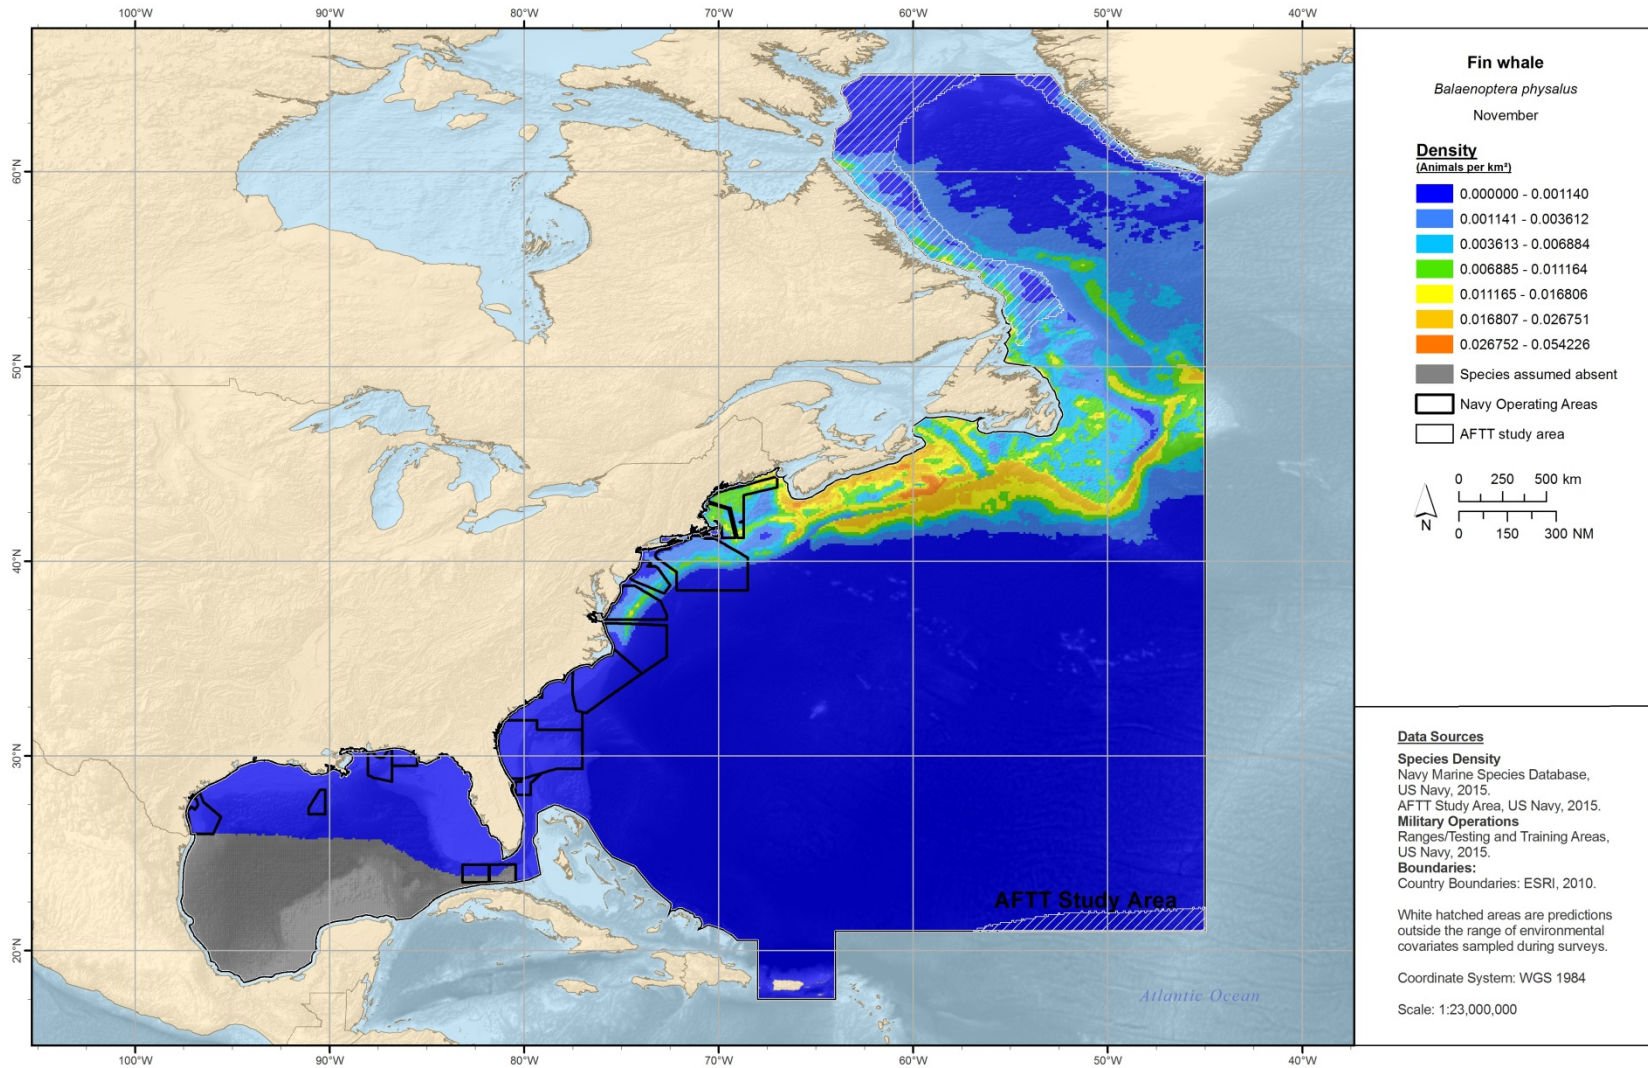 100°W 90°W 80°W 70°W 60°W 50°W 40°W
60°N
50°N
40°N
30°N
20°N
AFTT Study Area
Atlantic Ocean
100°W 90°W 80°W 70°W 60°W 50°W 40°W
Fin whale
Balaenoptera physalus
November
Density
(Animals per km²)
0.000000 - 0.001140
0.001141 - 0.003612
0.003613 - 0.006884
0.006885 - 0.011164
0.011165 - 0.016806
0.016807 - 0.026751
0.026752 - 0.054226
Species assumed absent
Navy Operating Areas
AFTT study area
0 250 500 km
N
0 150 300 NM
Data Sources
Species Density
Navy Marine Species Database,
US Navy, 2015.
AFTT Study Area, US Navy, 2015.
Military Operations
Ranges/Testing and Training Areas,
US Navy, 2015.
Boundaries:
Country Boundaries: ESRI, 2010.
White hatched areas are predictions
outside the range of environmental
covariates sampled during surveys.
Coordinate System: WGS 1984
Scale: 1:23,000,000